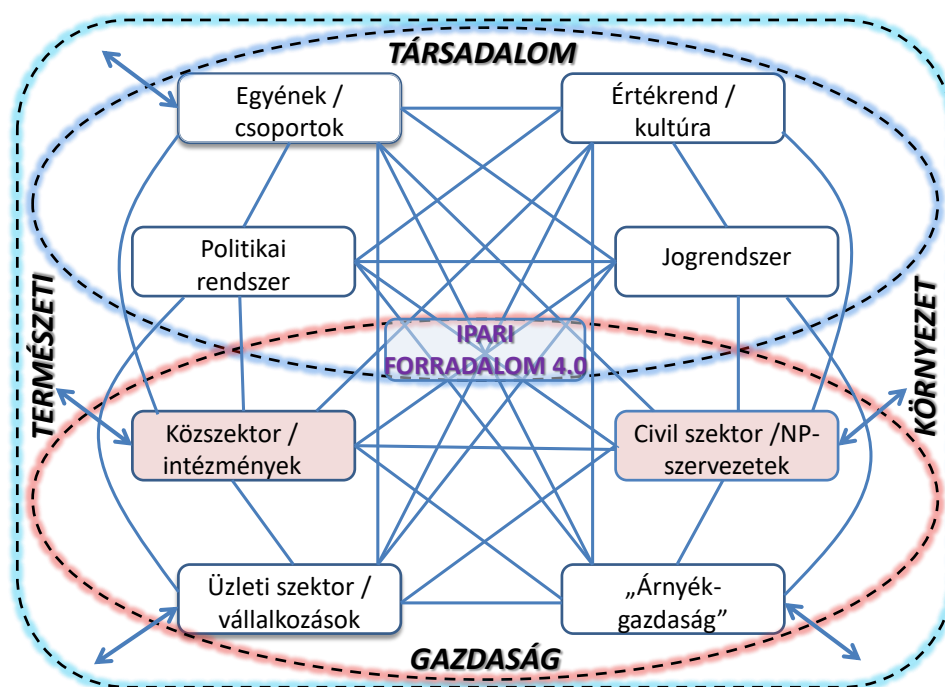 TÁRSADALOM
Egyének /
csoportok
Értékrend /
kultúra
Politikai
rendszer
Jogrendszer
TERMÉSZETI
KÖRNYEZET
IPARI
FORRADALOM 4.0
Közszektor /
intézmények
Civil szektor /NP-
szervezetek
Üzleti szektor /
vállalkozások
„Árnyék-
gazdaság”
GAZDASÁG